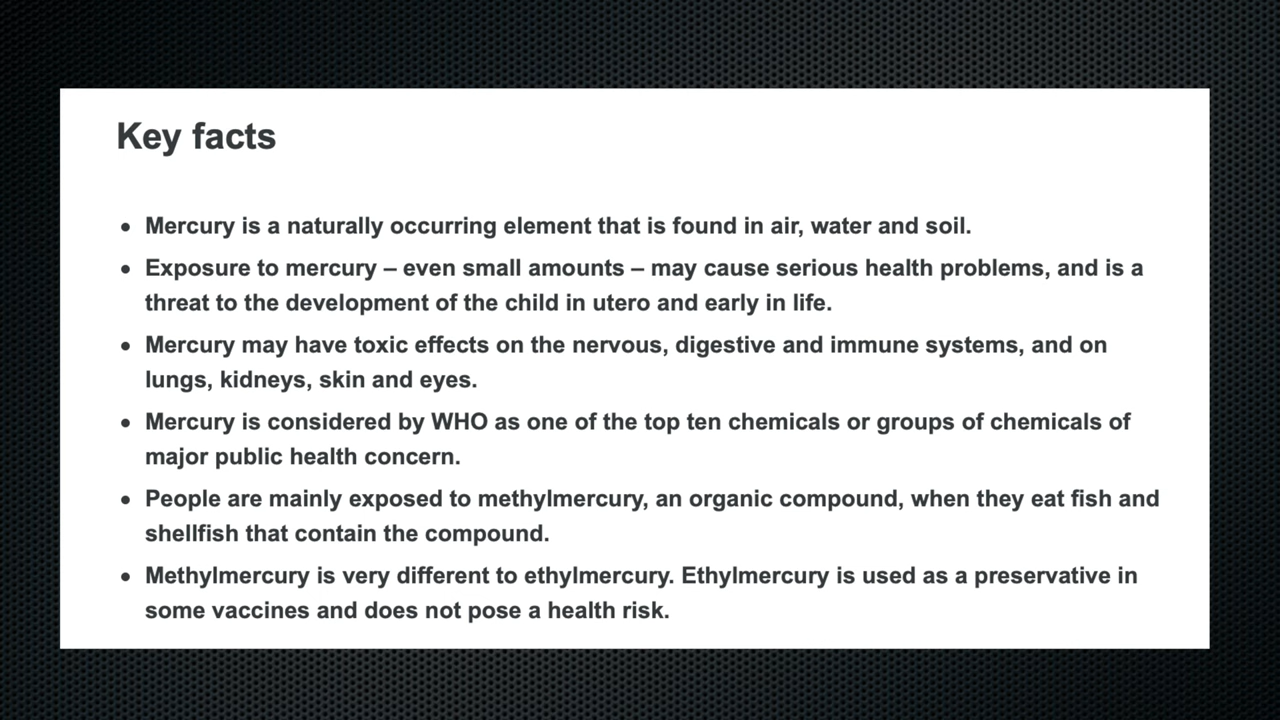 Key facts
• Mercury is a naturally occurring element that is found in air, water and soil.
• Exposure to mercury – even small amounts – may cause serious health problems, and is a
threat to the development of the child in utero and early in life.
• Mercury may have toxic effects on the nervous, digestive and immune systems, and on
lungs, kidneys, skin and eyes.
• Mercury is considered by WHO as one of the top ten chemicals or groups of chemicals of
major public health concern.
• People are mainly exposed to methylmercury, an organic compound, when they eat fish and
shellfish that contain the compound.
• Methylmercury is very different to ethylmercury. Ethylmercury is used as a preservative in
some vaccines and does not pose a health risk.